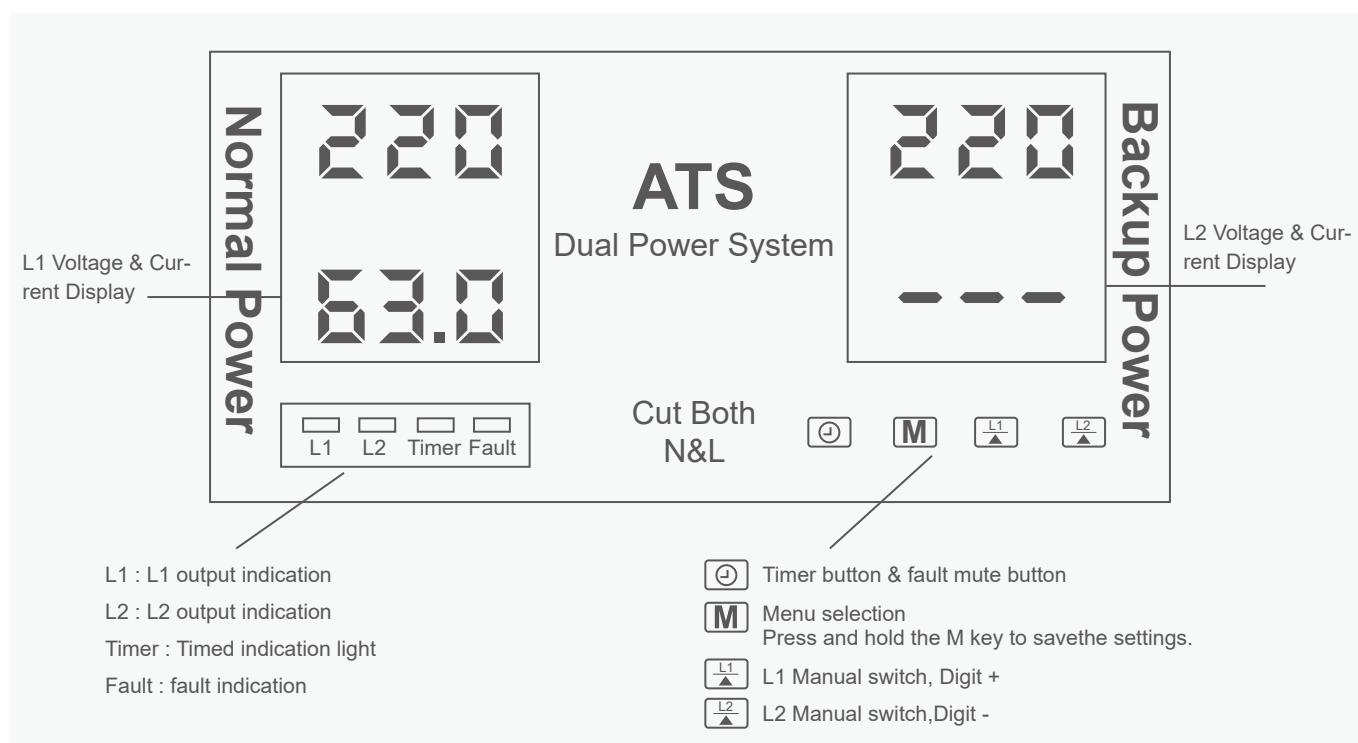 Normal Power
220
63.0
ATS
Dual Power System
220
---
Backup Power
L1 Voltage & Cur-
rent Display
L2 Voltage & Cur-
rent Display
L1 L2 Timer Fault
Cut Both
N&L
M
L1
L2
L1 : L1 output indication
L2 : L2 output indication
Timer : Timed indication light
Fault : fault indication
Timer button & fault mute button
M Menu selection
Press and hold the M key to savethe settings.
L1 L1 Manual switch, Digit +
L2 L2 Manual switch,Digit -